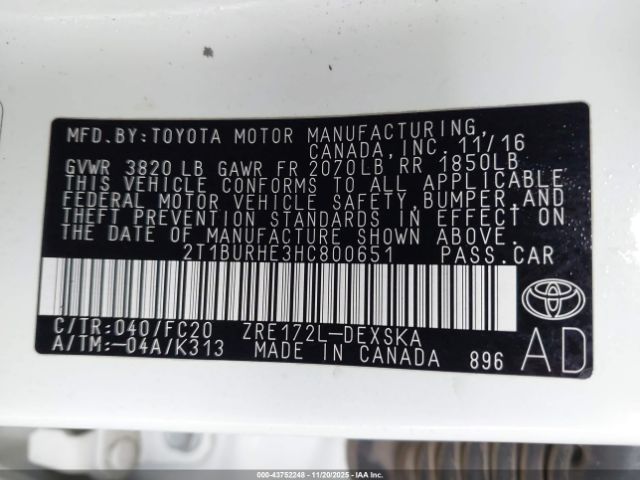 MFD.BY:TOYOTA MOTOR MANUFACTURING,
CANADA,INC. 11/16
GVWR 3820 LB GAWR FR 2070LB RR 1850LB
THIS VEHICLE CONFORMS TO ALL APPLICABLE
FEDERAL MOTOR VEHICLE SAFETY,BUMPER,AND
THEFT PREVENTION STANDARDS IN EFFECT ON
THE DATE OF MANUFACTURE SHOWN ABOVE.
2T1BURHE3HC800651 PASS.CAR
C/TR:040/FC20 ZRE172L-DEXSKA
A/TM:-04A/K313 MADE IN CANADA 896
AD
000-43752248 - 11/20/2025 - IAA Inc.